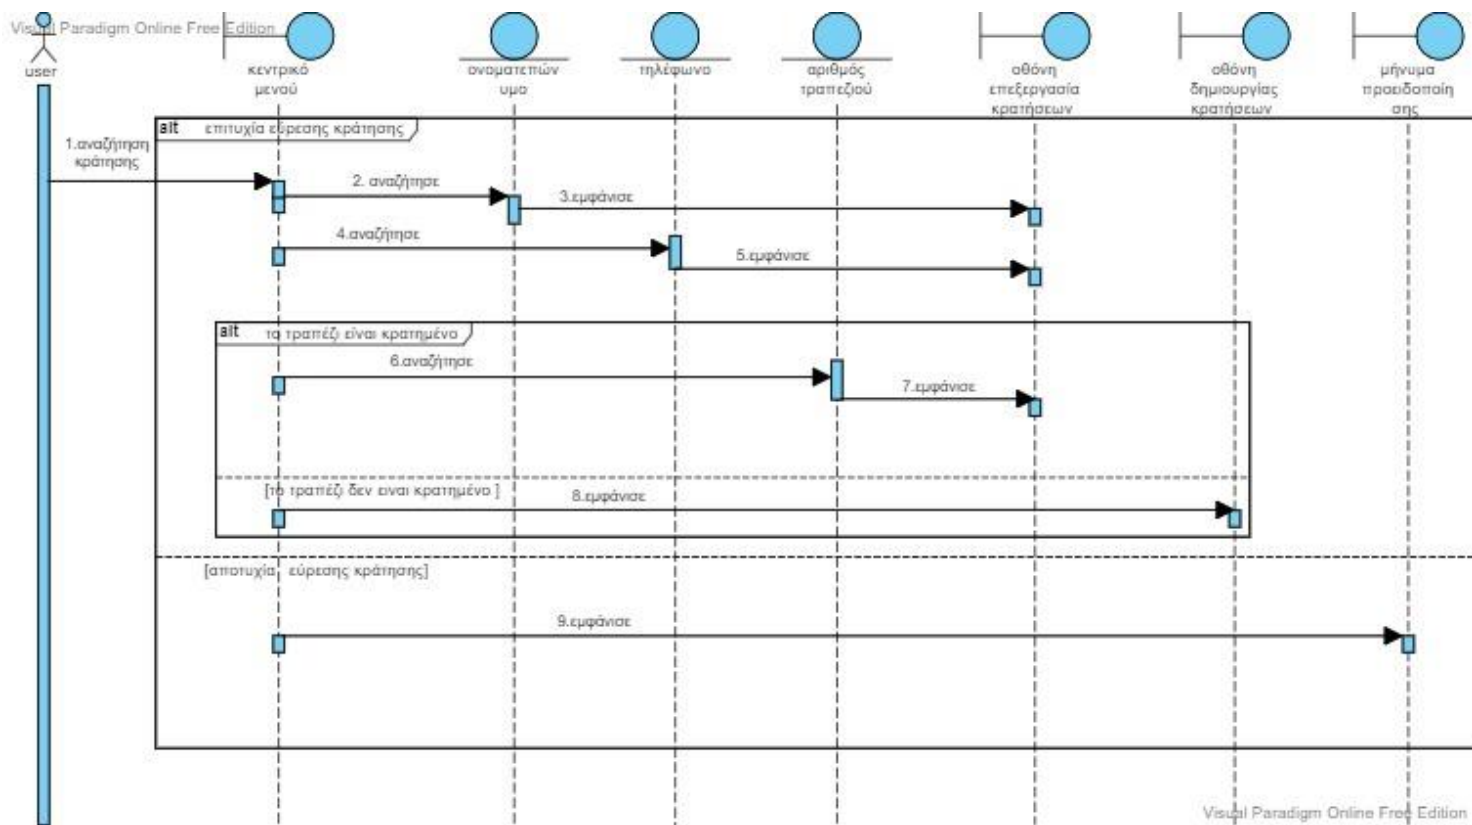 Visual Paradigm Online Free Edition
user
κεντρικό
μενού
ονοματεπών
υμο
τηλέφωνο
αριθμός
τραπεζιού
οθόνη
επεξεργασία
κρατήσεων
οθόνη
δημιουργίας
κρατήσεων
μήνυμα
προειδοποίη
σης
alt επιτυχία εύρεσης κράτησης
1.αναζήτηση
κράτησης
2. αναζήτησε
3.εμφάνισε
4.αναζήτησε
5.εμφάνισε
alt το τραπέζι είναι κρατημένο
6.αναζήτησε
7.εμφάνισε
[το τραπέζι δεν ειναι κρατημένο ]
8.εμφάνισε
[αποτυχία εύρεσης κράτησης]
9.εμφάνισε
Visual Paradigm Online Free Edition